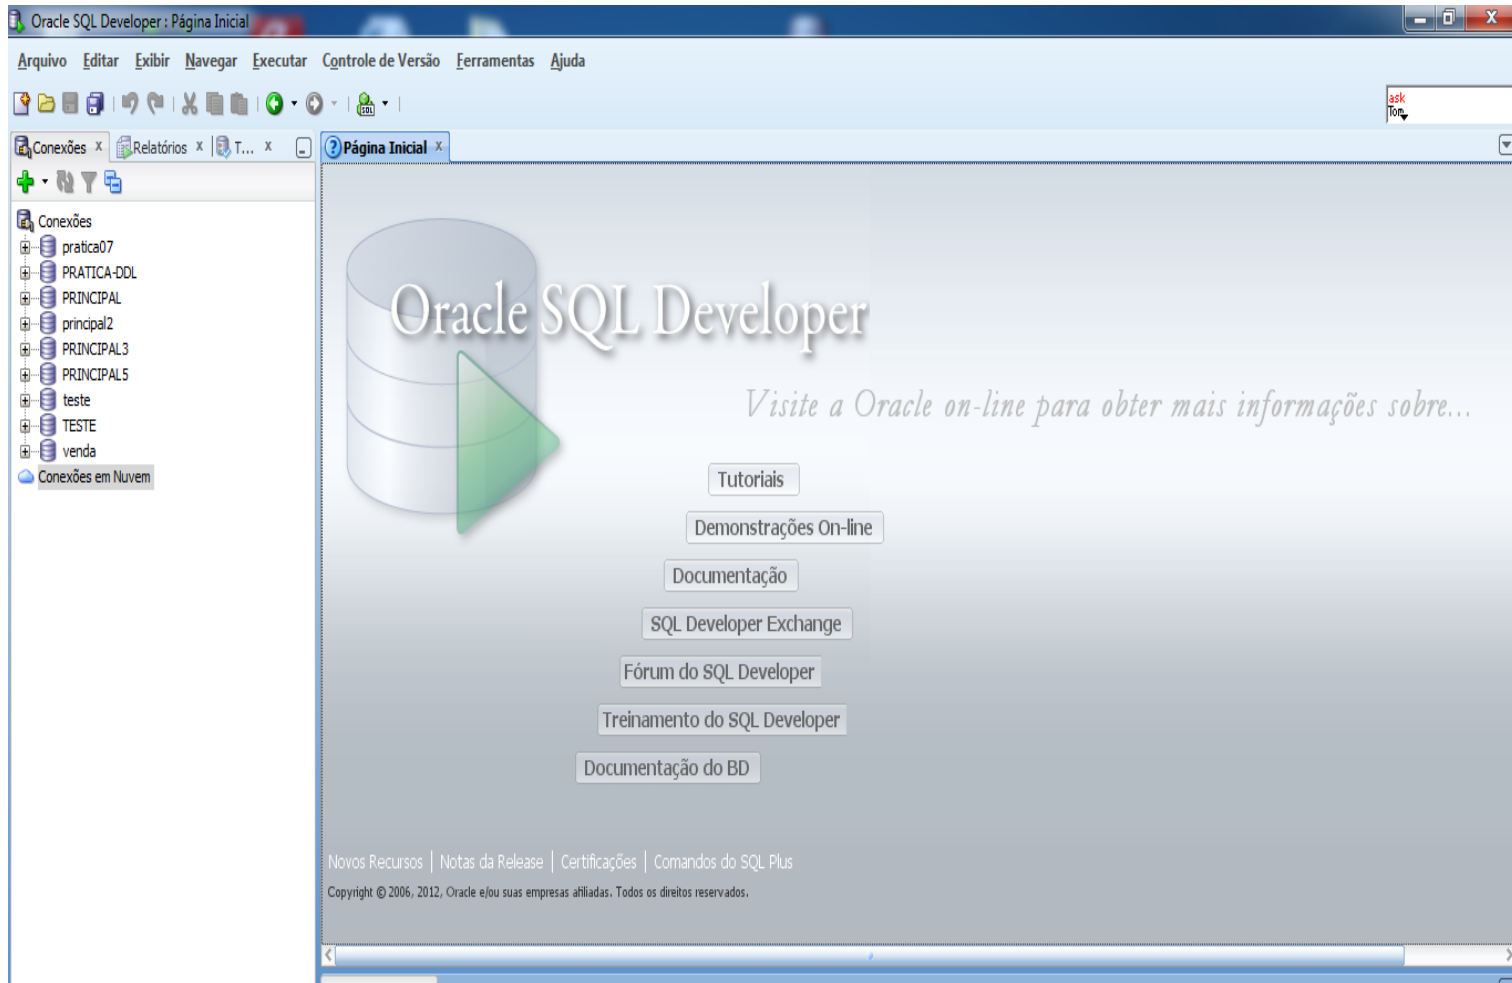 Oracle SQL Developer : Página Inicial
Arquivo Editar Exibir Navegar Executar Controle de Versão Ferramentas Ajuda
SQL
ask
Tom
Conexões x Relatórios x T... x
Página Inicial x
Conexões
pratica07
PRATICA-DDL
PRINCIPAL
principal2
PRINCIPAL3
PRINCIPAL5
teste
TESTE
venda
Conexões em Nuvem
Oracle SQL Developer
Visite a Oracle on-line para obter mais informações sobre...
Tutoriais
Demonstrações On-line
Documentação
SQL Developer Exchange
Fórum do SQL Developer
Treinamento do SQL Developer
Documentação do BD
Novos Recursos | Notas da Release | Certificações | Comandos do SQL Plus
Copyright © 2006, 2012, Oracle e/ou suas empresas afiliadas. Todos os direitos reservados.